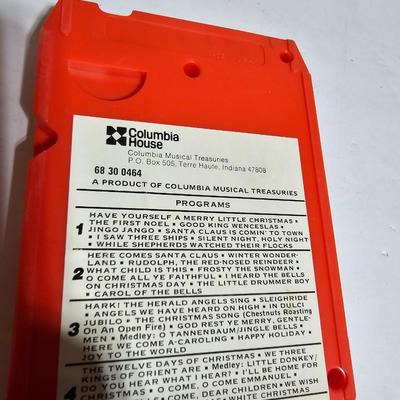 Columbia
House
Columbia Musical Treasuries
P.O. Box 505, Terre Haute, Indiana 47808
68 30 0464
A PRODUCT OF COLUMBIA MUSICAL TREASURIES
PROGRAMS
1
HAVE YOURSELF A MERRY LITTLE CHRISTMAS •
THE FIRST NOEL • GOOD KING WENCESLAS •
JINGO JANGO • SANTA CLAUS IS COMIN' TO TOWN
• I SAW THREE SHIPS • SILENT NIGHT, HOLY NIGHT
• WHILE SHEPHERDS WATCHED THEIR FLOCKS
2
HERE COMES SANTA CLAUS • WINTER WONDER-
LAND • RUDOLPH, THE RED-NOSED REINDEER •
WHAT CHILD IS THIS • FROSTY THE SNOWMAN •
O COME ALL YE FAITHFUL • I HEARD THE BELLS
ON CHRISTMAS DAY • THE LITTLE DRUMMER BOY
• CAROL OF THE BELLS
3
HARK! THE HERALD ANGELS SING • SLEIGHRIDE
• ANGELS WE HAVE HEARD ON HIGH • IN DULCI
JUBILO • THE CHRISTMAS SONG (Chestnuts Roasting
On An Open Fire) • GOD REST YE MERRY, GENTLE-
MEN • Medley: O TANNENBAUM/JINGLE BELLS •
HERE WE COME A-CAROLING • HAPPY HOLIDAY •
JOY TO THE WORLD
4
THE TWELVE DAYS OF CHRISTMAS • WE THREE
KINGS OF ORIENT ARE • Medley: LITTLE DONKEY/
DO YOU HEAR WHAT I HEAR! • I'LL BE HOME FOR
CHRISTMAS • O COME, O COME EMMANUEL •
COME, DEAR CHILDREN • WE WISH
CHRISTMAS